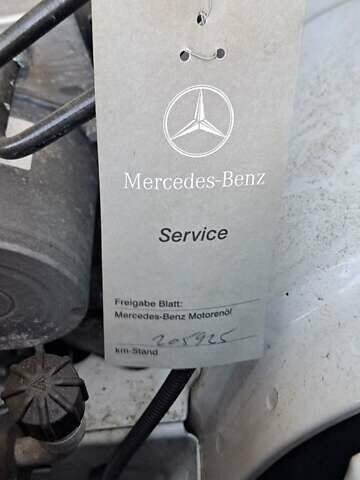 Mercedes-Benz
Service
Freigabe Blatt:
Mercedes-Benz Motorenöl
205925
km-Stand